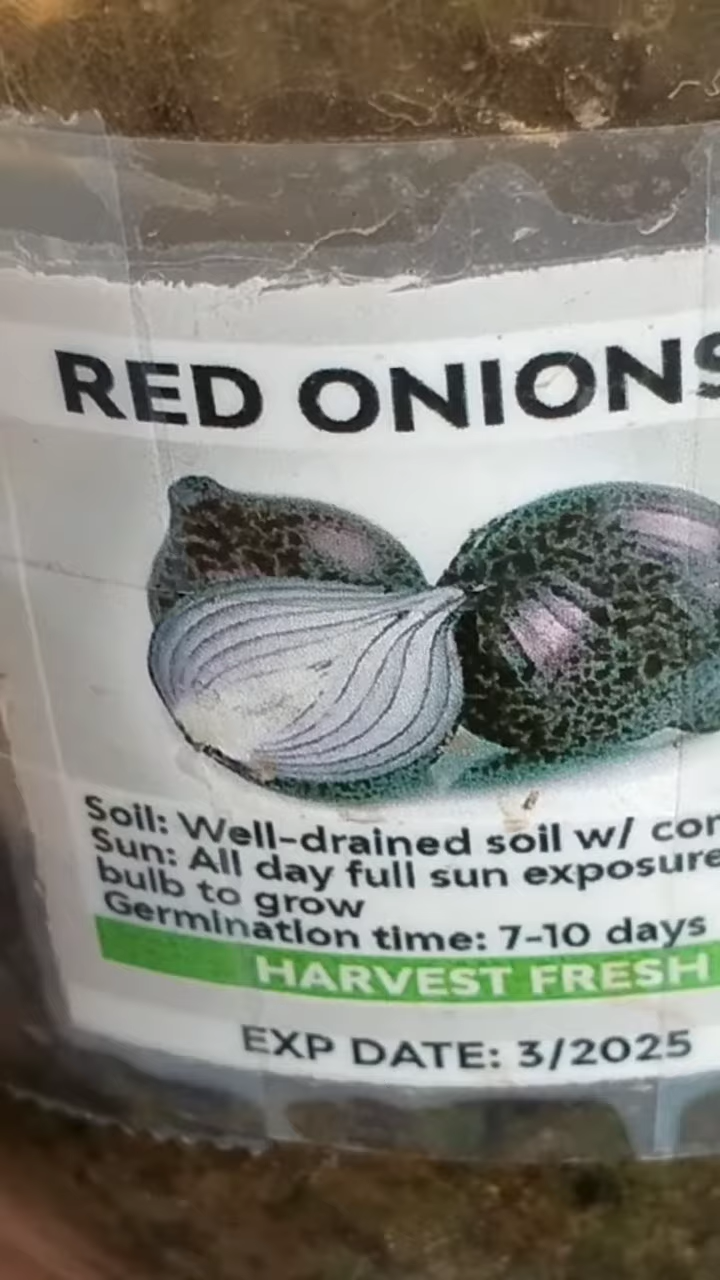 RED ONIONS
Soil: Well-drained soil w/
Sun: All day full sun exposure
bulb to grow
Germination time: 7-10 days
HARVEST FRESH
EXP DATE: 3/2025